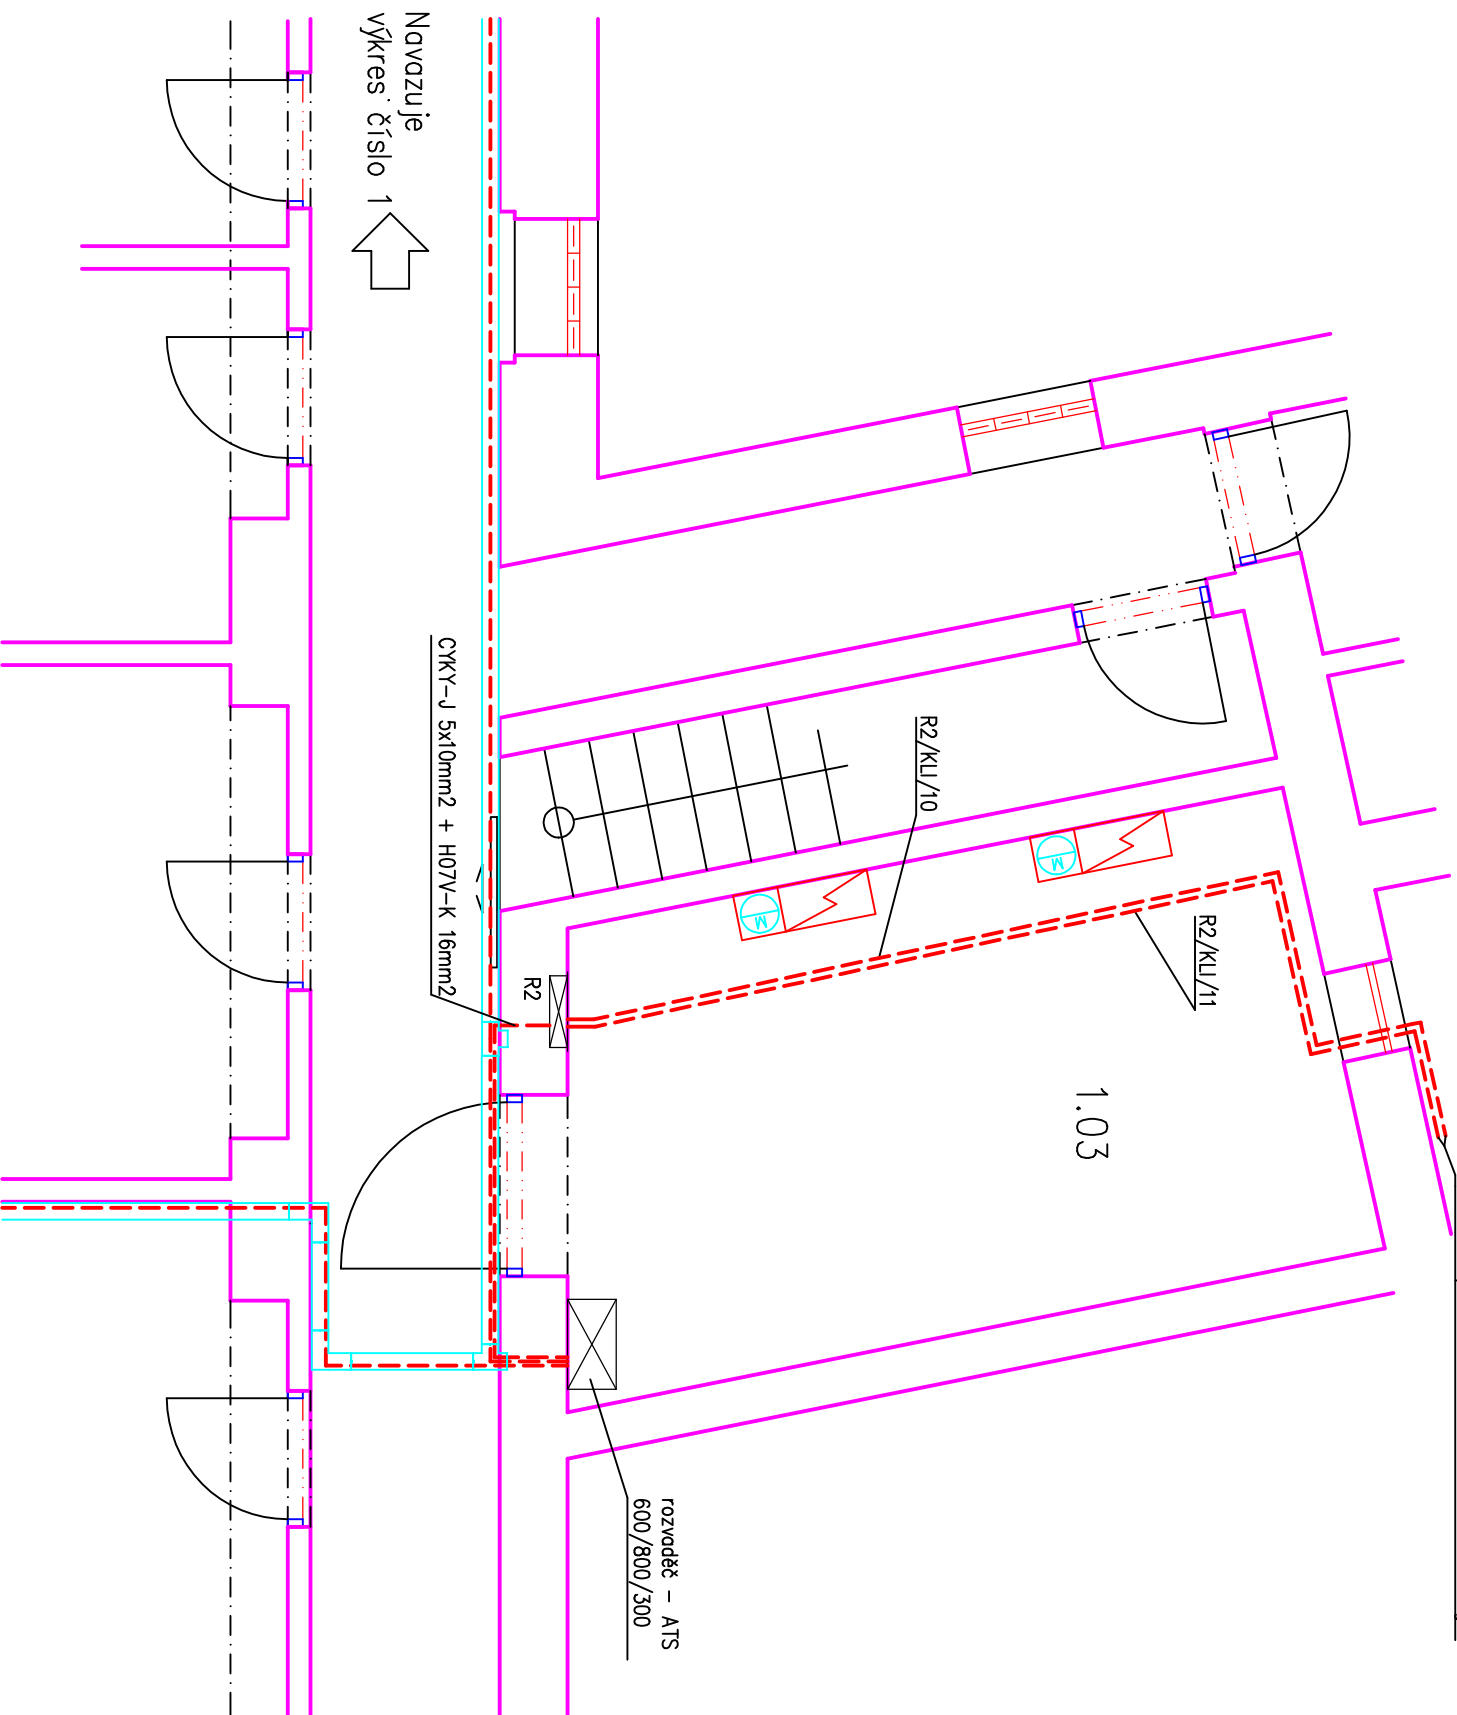 Navazuje
výkres číslo 1
CYKY-J 5x10mm2 + H07V-K 16mm2
R2/KLI/10
R2/KLI/11
M
M
R2
1.03
rozvaděč - ATS
600/800/300